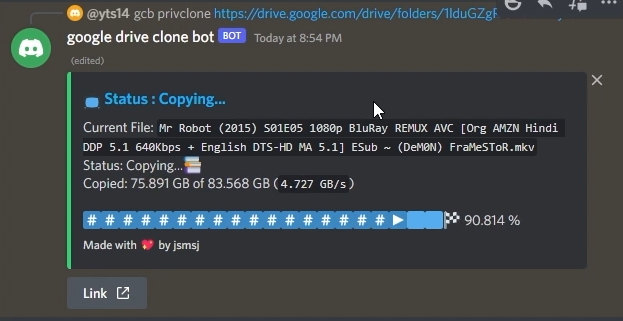 @yts14 gcb privclone https://drive.google.com/drive/folders/1lduGZgF
google drive clone bot BOT Today at 8:54 PM
(edited)
Status : Copying...
Current File: Mr Robot (2015) S01E05 1080p BluRay REMUX AVC [Org AMZN Hindi
DDP 5.1 640Kbps + English DTS-HD MA 5.1] ESub ~ (DeM0N) FraMeSToR.mkv
Status: Copying...
Copied: 75.891 GB of 83.568 GB (4.727 GB/s)
# # # # # # # # # # # # # # # # # 90.814 %
Made with 💖 by jsmsj
Link